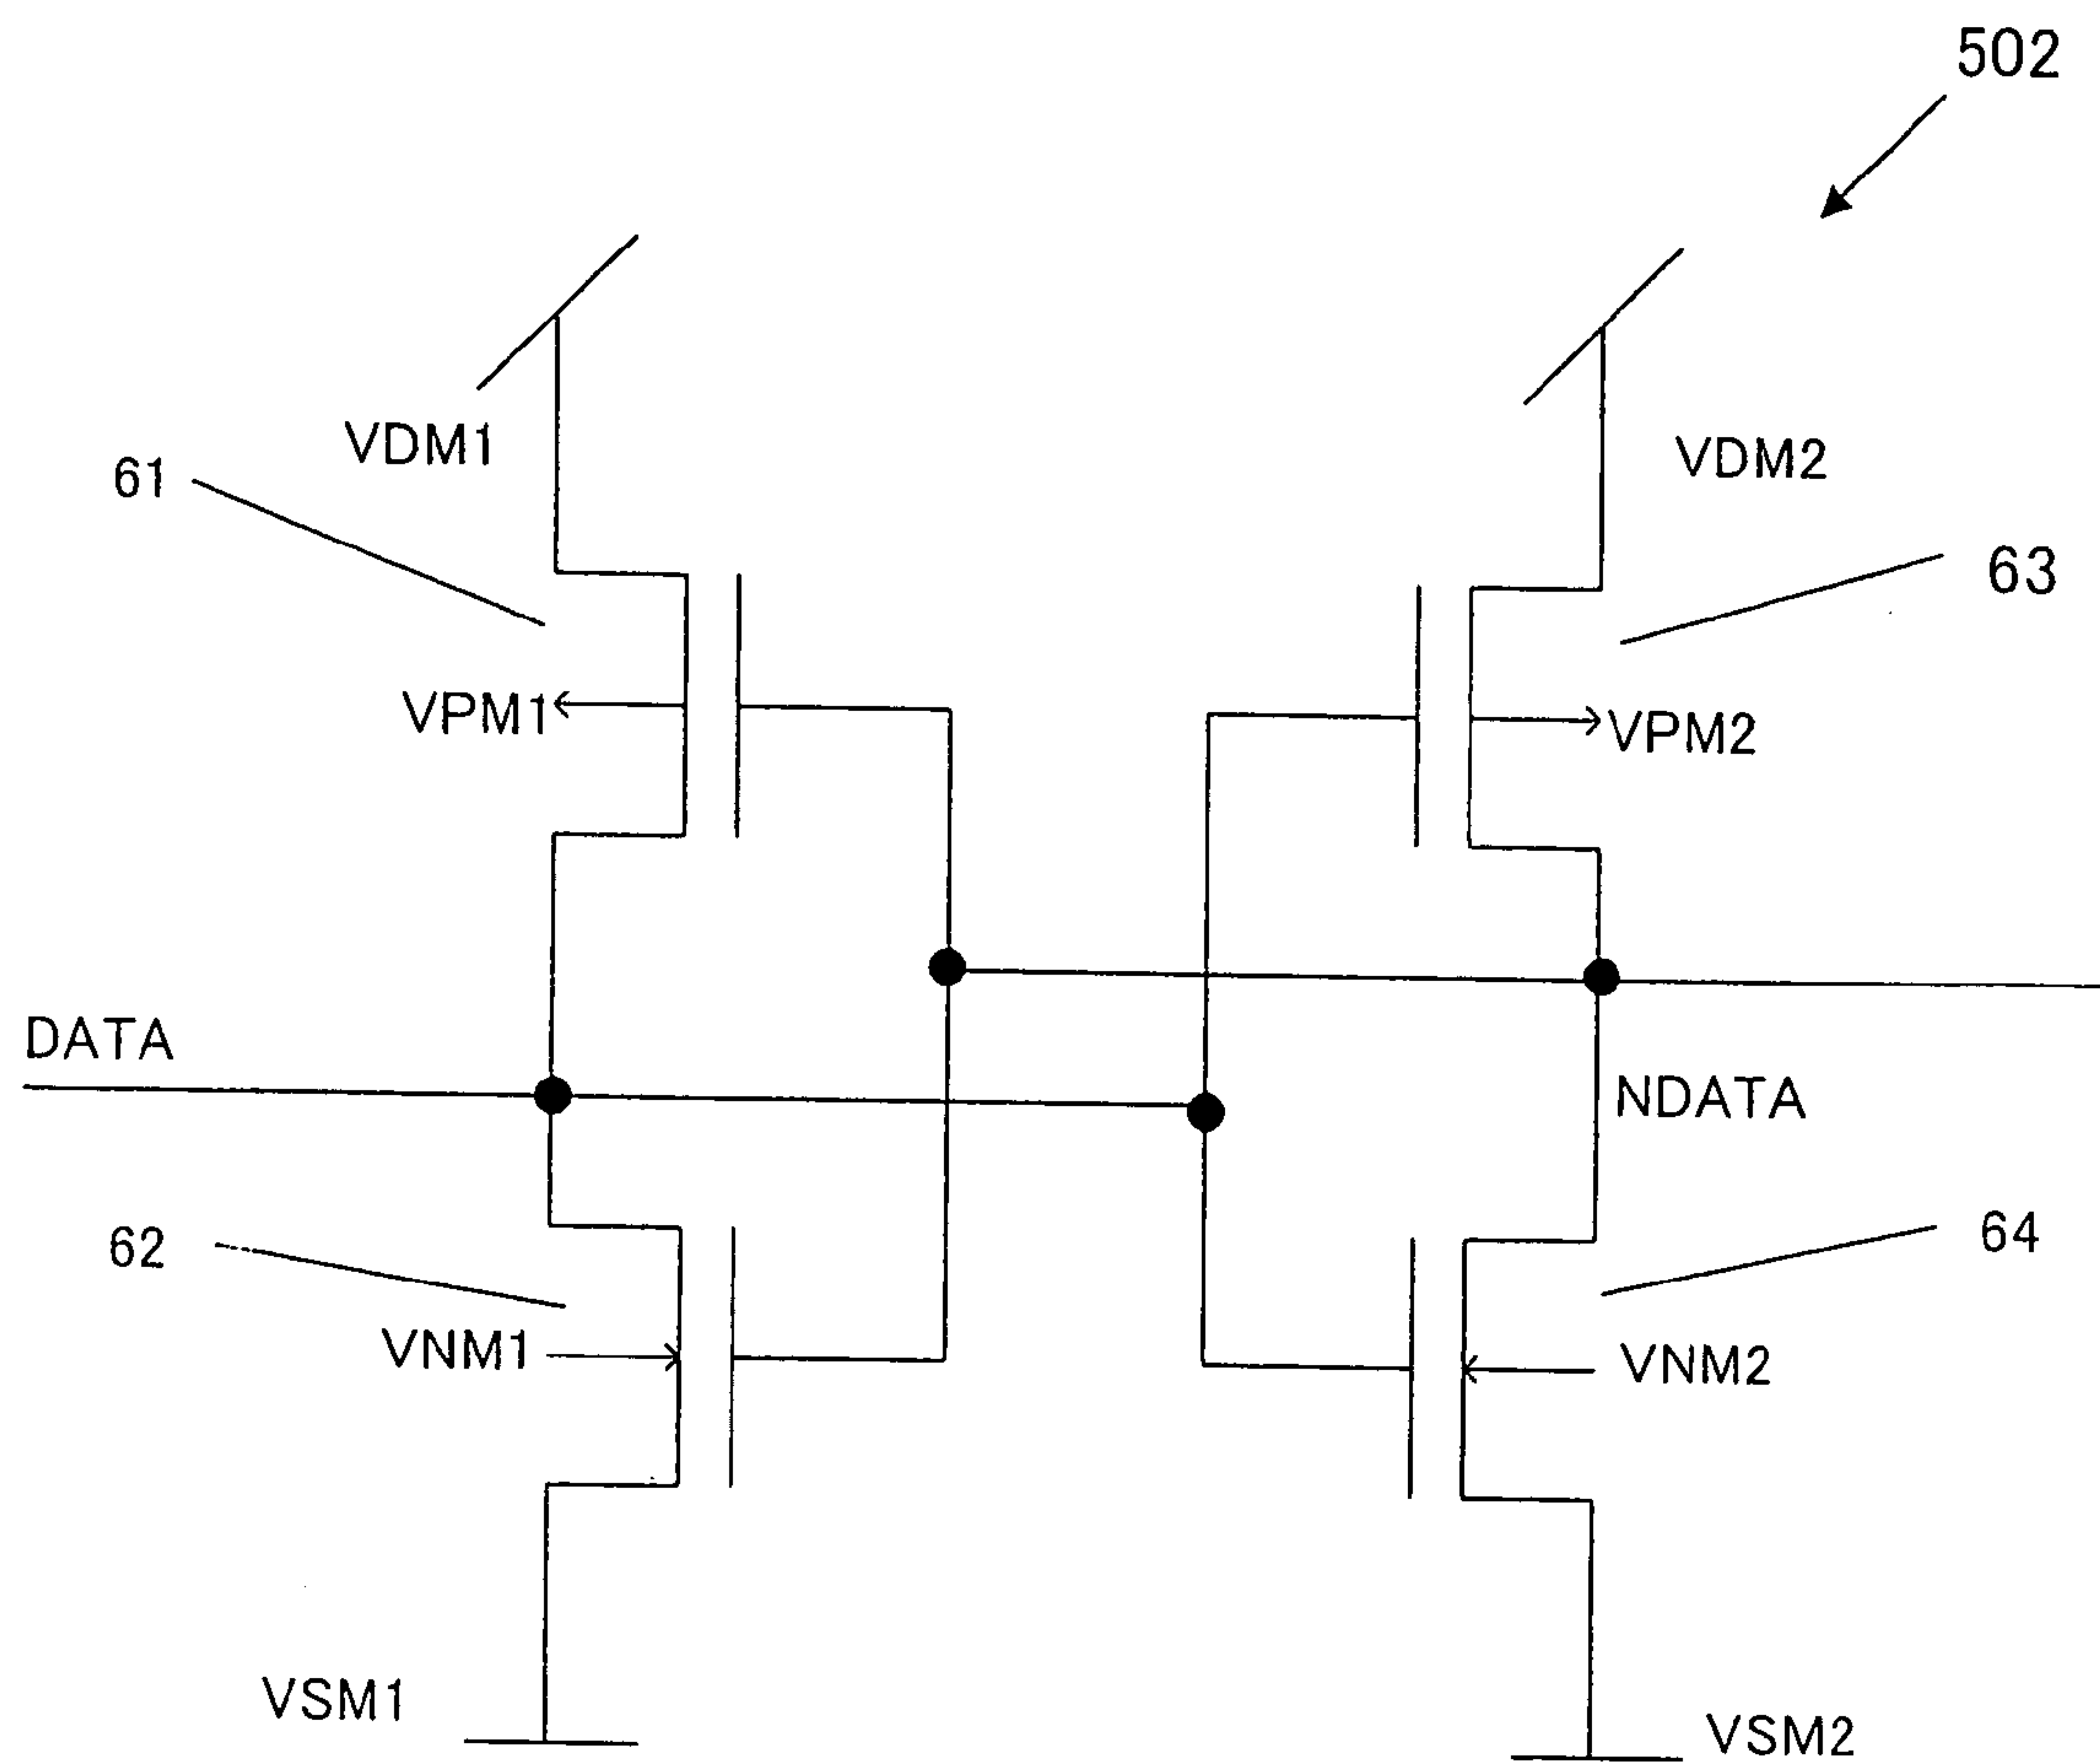 502
VDM1
VDM2
61
63
VPM1
VPM2
DATA
NDATA
62
64
VNM1
VNM2
VSM1
VSM2